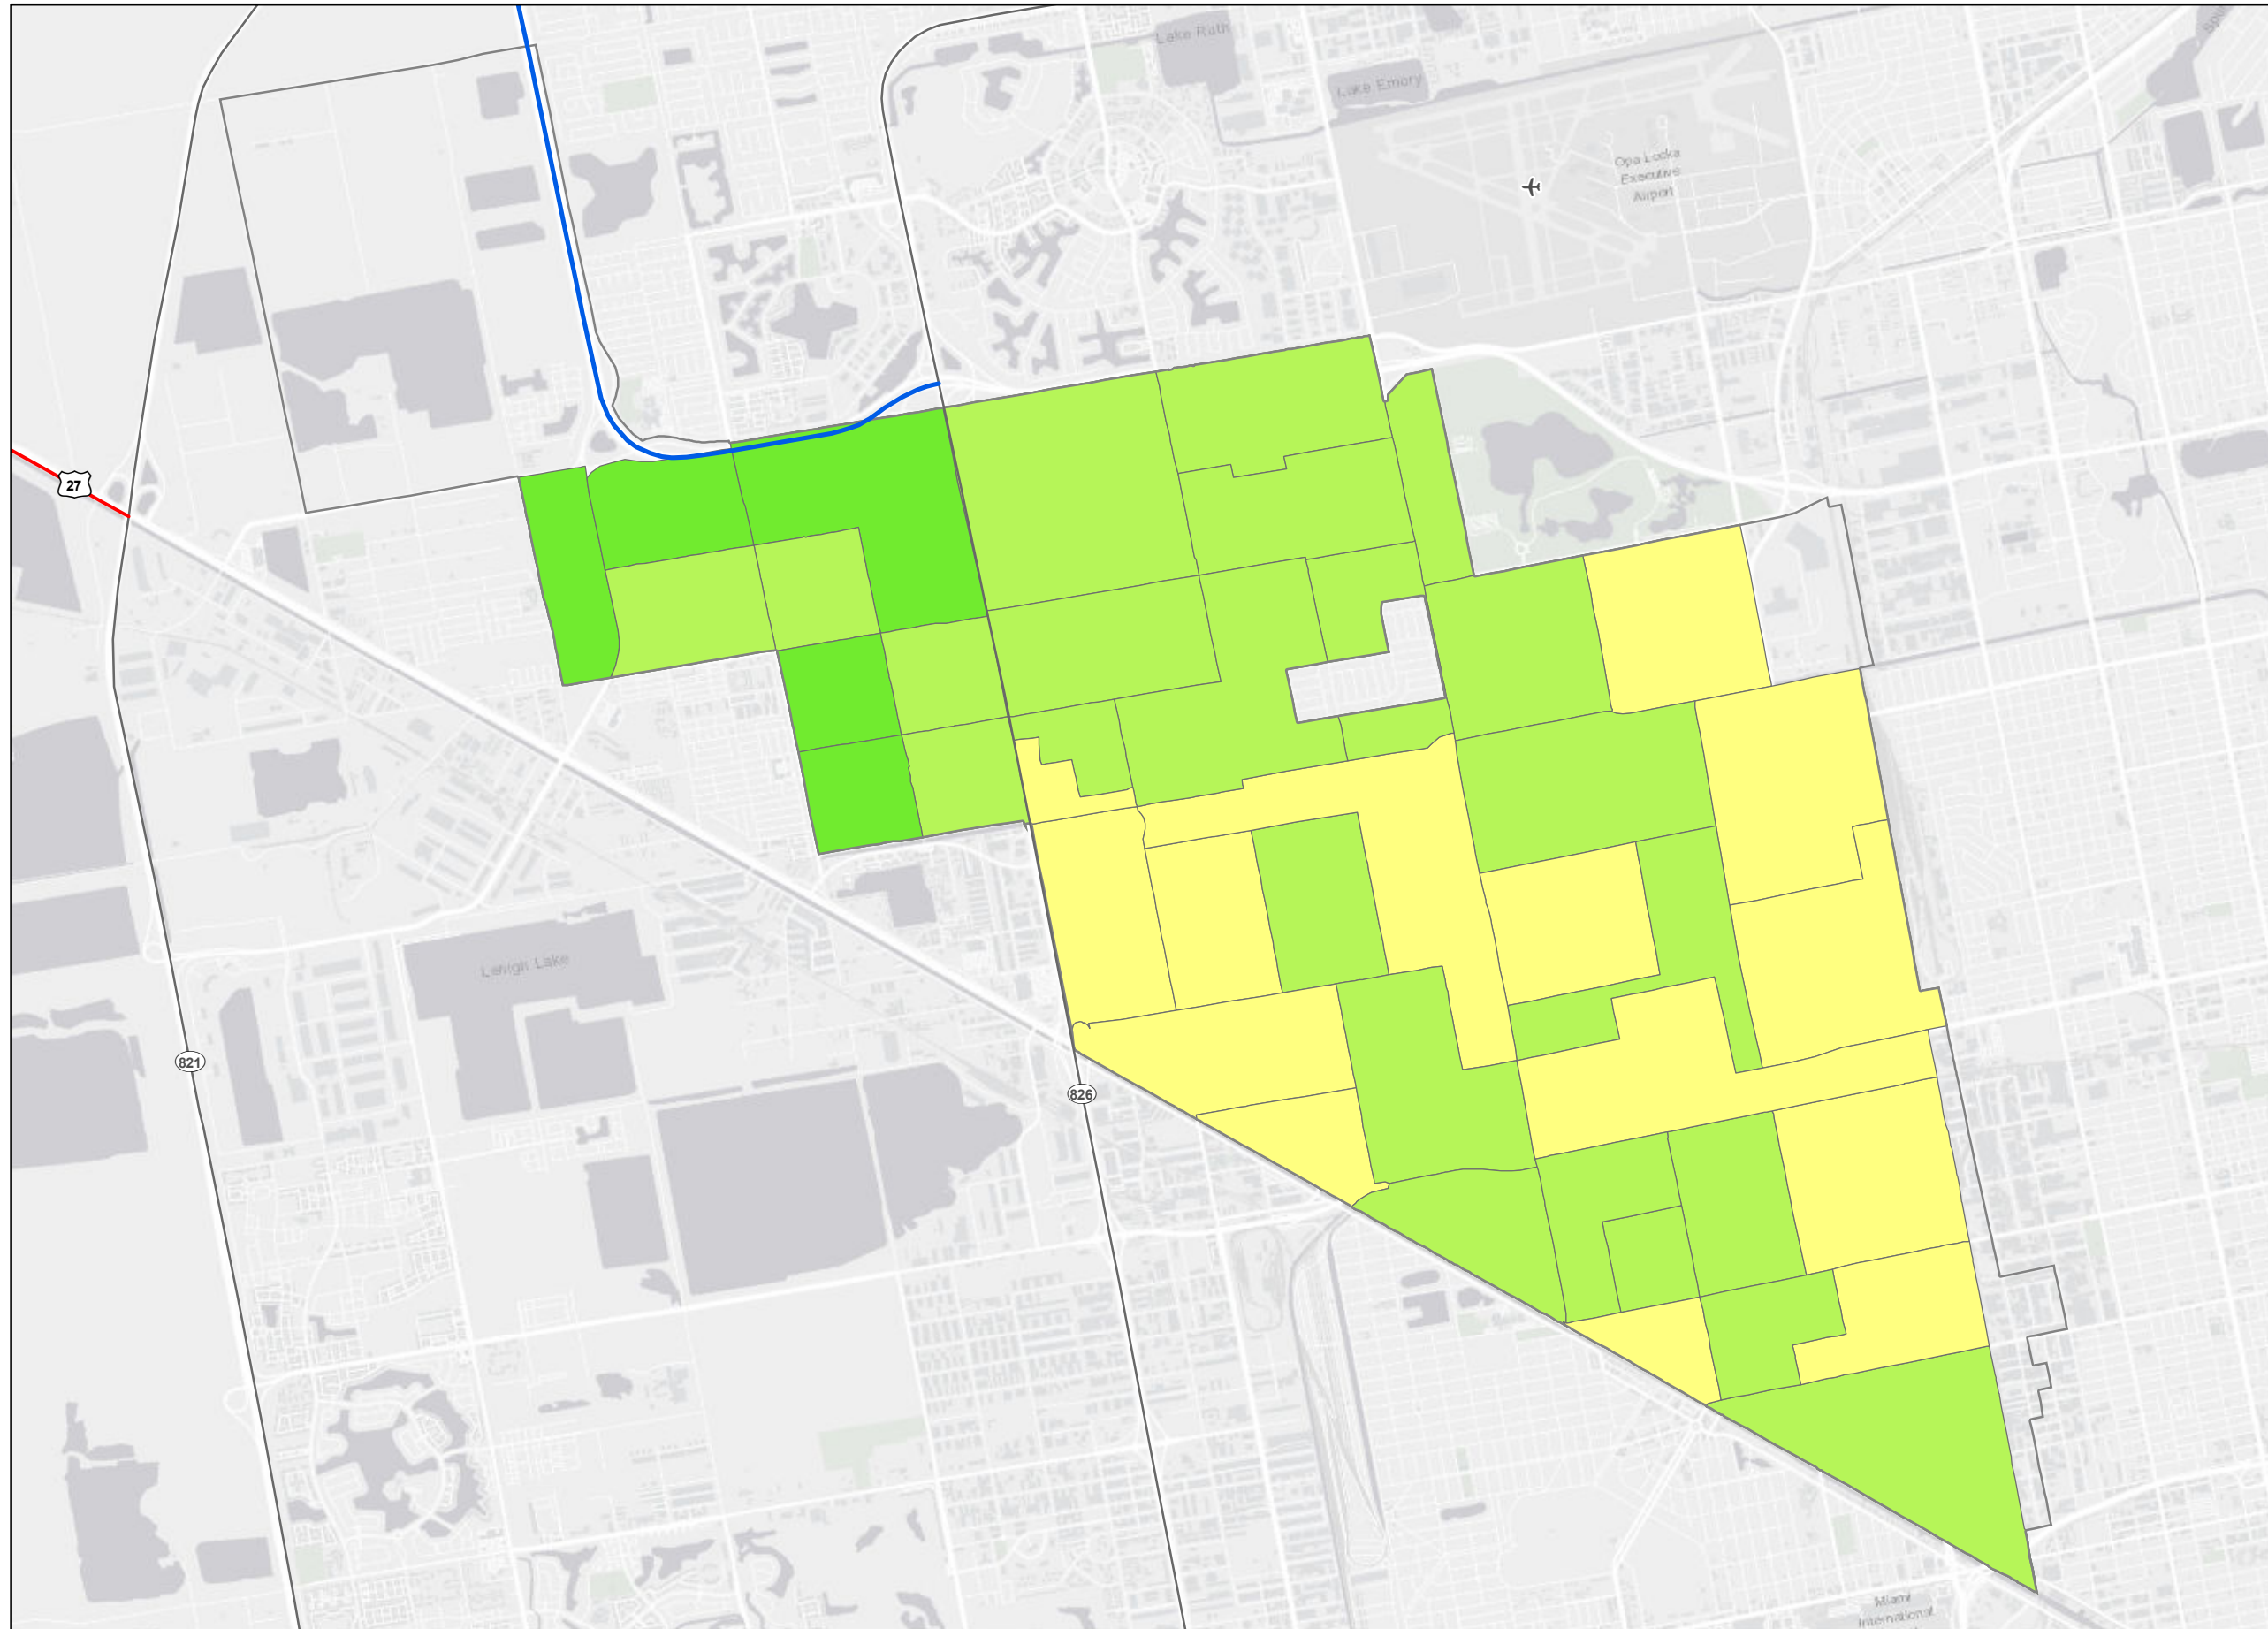 Lake Ruth
Lake Emory
Opa Locka
Executive
Airport
27
Lehigh Lake
821
826
Miami
International